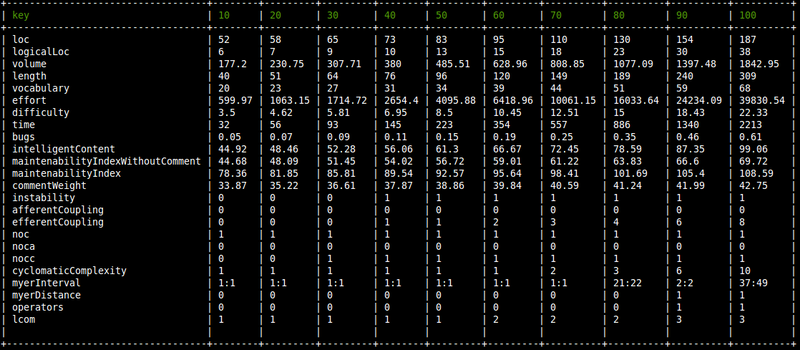 key | 10 | 20 | 30 | 40 | 50 | 60 | 70 | 80 | 90 | 100
loc | 52 | 58 | 65 | 73 | 83 | 95 | 110 | 130 | 154 | 187
logicalLoc | 6 | 7 | 9 | 10 | 13 | 15 | 18 | 23 | 30 | 38
volume | 177.2 | 230.75 | 307.71 | 380 | 485.51 | 628.96 | 808.85 | 1077.09 | 1397.48 | 1842.95
length | 40 | 51 | 64 | 76 | 96 | 120 | 149 | 189 | 240 | 309
vocabulary | 20 | 23 | 27 | 31 | 34 | 39 | 44 | 51 | 59 | 68
effort | 599.97 | 1063.15 | 1714.72 | 2654.4 | 4095.88 | 6418.96 | 10061.15 | 16033.64 | 24234.09 | 39830.54
difficulty | 3.5 | 4.62 | 5.81 | 6.95 | 8.5 | 10.45 | 12.51 | 15 | 18.43 | 22.33
time | 32 | 56 | 93 | 145 | 223 | 354 | 557 | 886 | 1340 | 2213
bugs | 0.05 | 0.07 | 0.09 | 0.11 | 0.15 | 0.19 | 0.25 | 0.35 | 0.46 | 0.61
intelligentContent | 44.92 | 48.46 | 52.28 | 56.06 | 61.3 | 66.67 | 72.45 | 78.59 | 87.35 | 99.06
maintenabilityIndexWithoutComment | 44.68 | 48.09 | 51.45 | 54.02 | 56.72 | 59.01 | 61.22 | 63.83 | 66.6 | 69.72
maintenabilityIndex | 78.36 | 81.85 | 85.81 | 89.54 | 92.57 | 95.64 | 98.41 | 101.69 | 105.4 | 108.59
commentWeight | 33.87 | 35.22 | 36.61 | 37.87 | 38.86 | 39.84 | 40.59 | 41.24 | 41.99 | 42.75
instability | 0 | 0 | 0 | 1 | 1 | 1 | 1 | 1 | 1 | 1
afferentCoupling | 0 | 0 | 0 | 0 | 0 | 0 | 0 | 0 | 0 | 0
efferentCoupling | 0 | 0 | 0 | 1 | 1 | 2 | 3 | 4 | 6 | 8
noc | 1 | 1 | 1 | 1 | 1 | 1 | 1 | 1 | 1 | 1
noca | 0 | 0 | 0 | 0 | 0 | 0 | 0 | 0 | 0 | 0
nocc | 0 | 0 | 1 | 1 | 1 | 1 | 1 | 1 | 1 | 1
cyclomaticComplexity | 1 | 1 | 1 | 1 | 1 | 1 | 2 | 3 | 6 | 10
myerInterval | 1:1 | 1:1 | 1:1 | 1:1 | 1:1 | 1:1 | 1:1 | 21:22 | 2:2 | 37:49
myerDistance | 0 | 0 | 0 | 0 | 0 | 0 | 0 | 0 | 1 | 1
operators | 0 | 0 | 0 | 0 | 0 | 0 | 0 | 0 | 1 | 1
lcom | 1 | 1 | 1 | 1 | 1 | 2 | 2 | 2 | 3 | 3